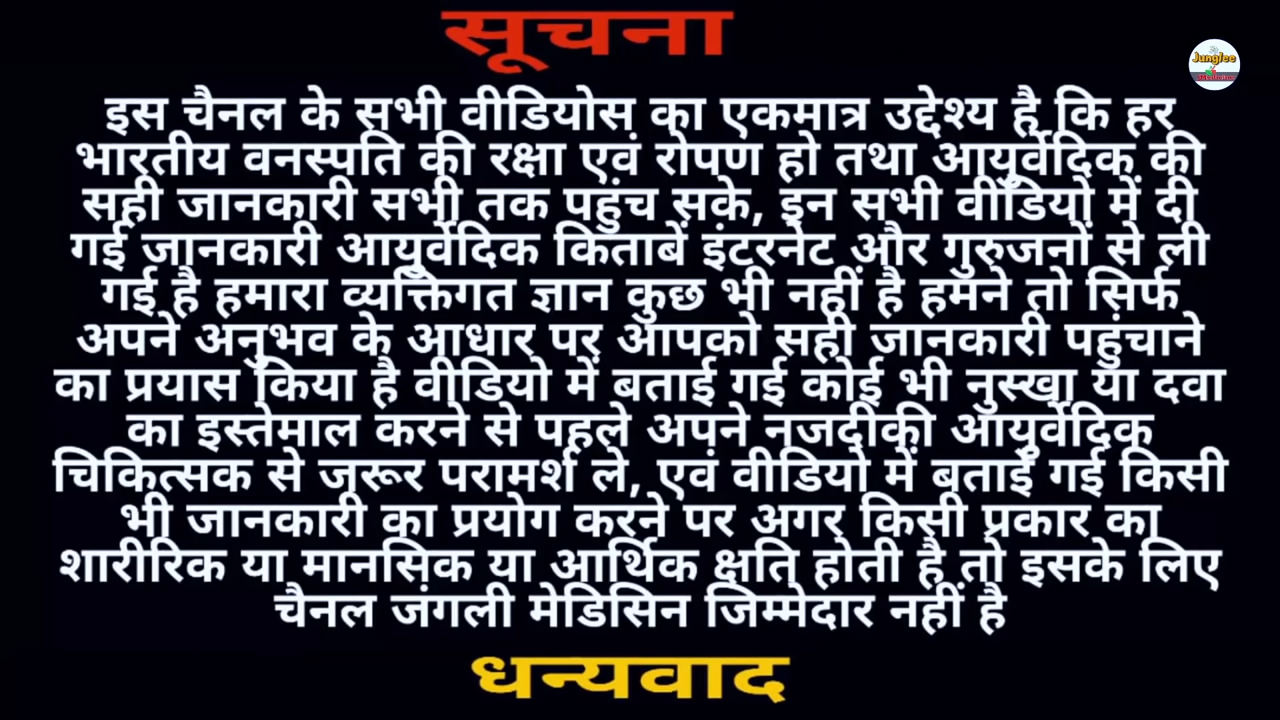 सूचना
Junglee
इस चैनल के सभी वीडियोस का एकमात्र उद्देश्य है कि हर
भारतीय वनस्पति की रक्षा एवं रोपण हो तथा आयुर्वेदिक की
सही जानकारी सभी तक पहुंच सके, इन सभी वीडियो में दी
गई जानकारी आयुर्वेदिक किताबें इंटरनेट और गुरुजनों से ली
गई है हमारा व्यक्तिगत ज्ञान कुछ भी नहीं है हमने तो सिर्फ
अपने अनुभव के आधार पर आपको सही जानकारी पहुंचाने
का प्रयास किया है वीडियो में बताई गई कोई भी नुस्खा या दवा
का इस्तेमाल करने से पहले अपने नजदीकी आयुर्वेदिक
चिकित्सक से जरूर परामर्श ले, एवं वीडियो में बताई गई किसी
भी जानकारी का प्रयोग करने पर अगर किसी प्रकार का
शारीरिक या मानसिक या आर्थिक क्षति होती है तो इसके लिए
चैनल जंगली मेडिसिन जिम्मेदार नहीं है
धन्यवाद